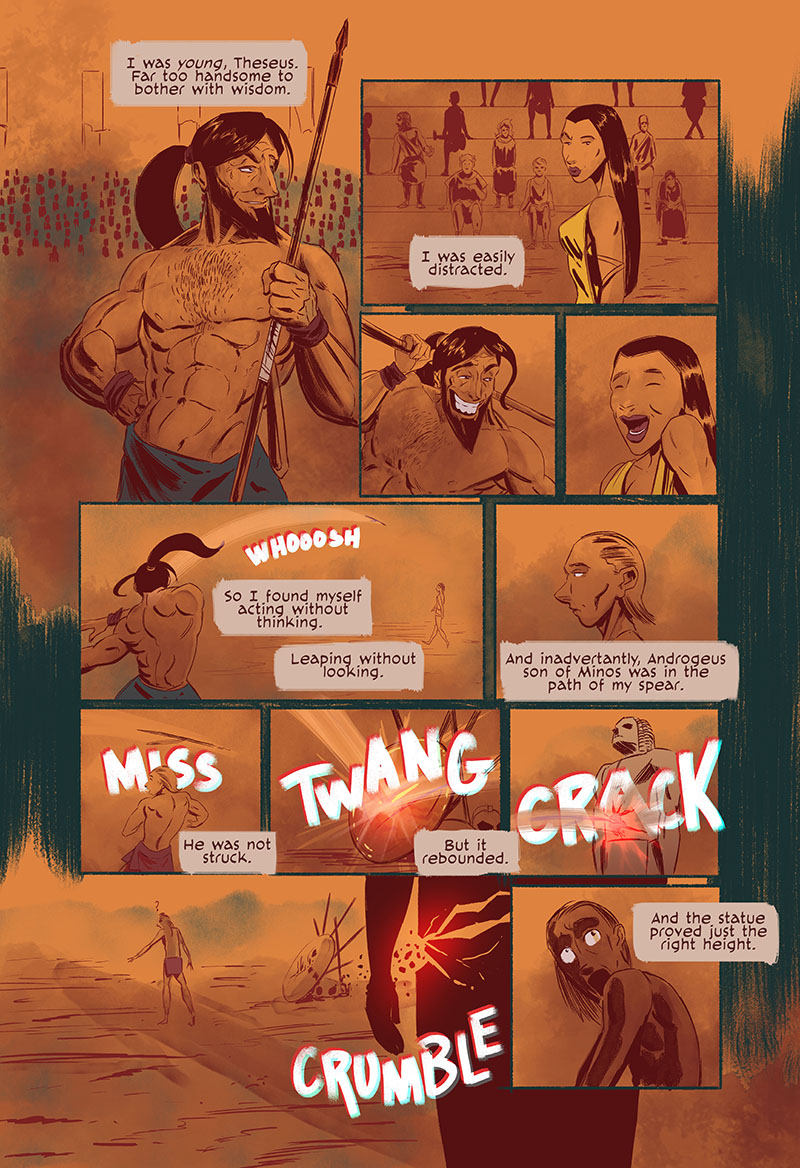 I was young, Theseus.
Far too handsome to
bother with wisdom.
I was easily
distracted.
WHOOOSH
So I found myself
acting without
thinking.
Leaping without
looking.
And inadvertantly, Androgeus
son of Minos was in the
path of my spear.
MISS
He was not
struck.
TWANG
But it
rebounded.
CRACK
?
CRUMBLE
And the statue
proved just the
right height.